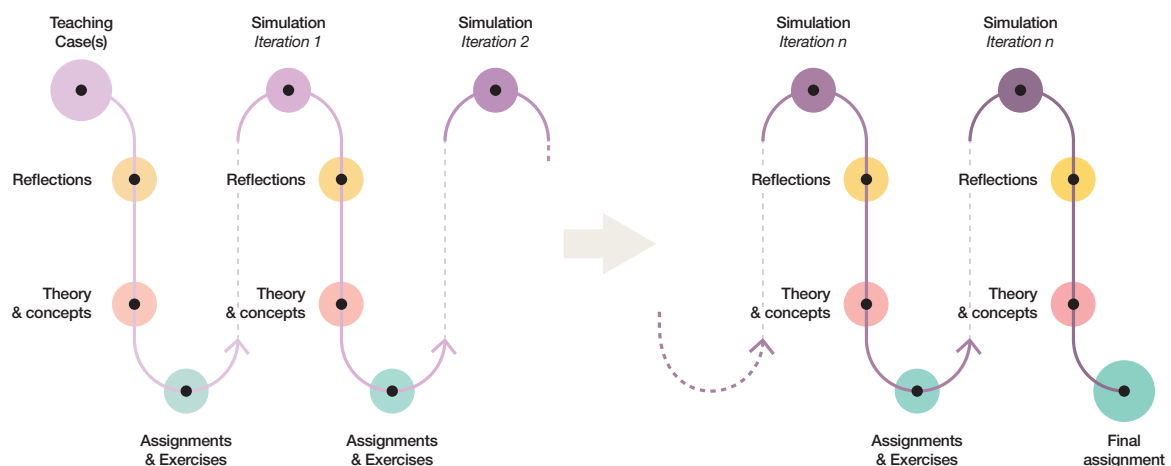 Teaching
Case(s)
Simulation
Iteration 1
Simulation
Iteration 2
Simulation
Iteration n
Simulation
Iteration n
Reflections
Reflections
Reflections
Reflections
Theory
& concepts
Theory
& concepts
Theory
& concepts
Theory
& concepts
Assignments
& Exercises
Assignments
& Exercises
Assignments
& Exercises
Final
assignment